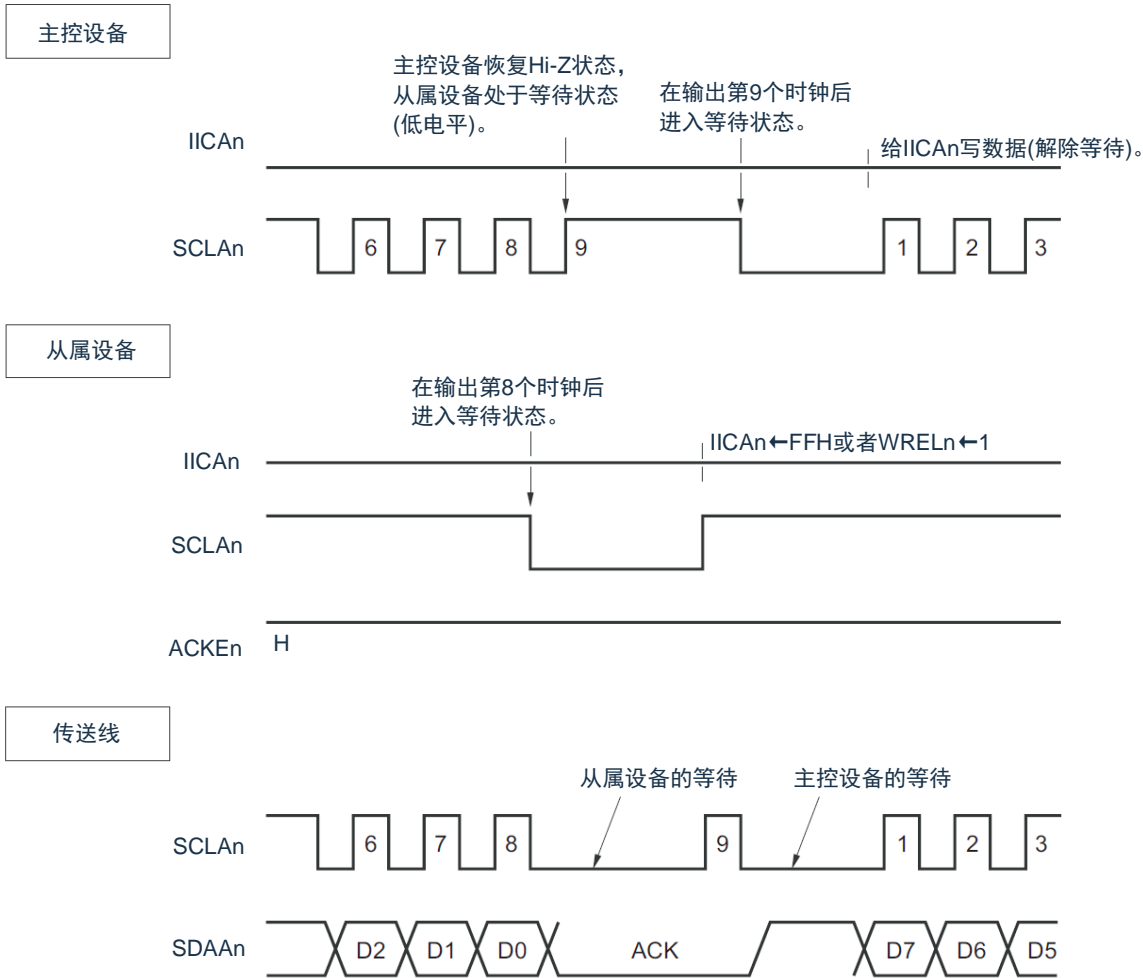 主控设备
主控设备恢复Hi-Z状态，
从属设备处于等待状态
(低电平)。
在输出第9个时钟后
进入等待状态。
给IICAn写数据(解除等待)。
IICAn
SCLAn
6 7 8 9 1 2 3
从属设备
在输出第8个时钟后
进入等待状态。
IICAn←FFH或者WRELn←1
IICAn
SCLAn
ACKEn H
传送线
从属设备的等待 主控设备的等待
SCLAn 6 7 8 9 1 2 3
SDAAn D2 D1 D0 ACK D7 D6 D5